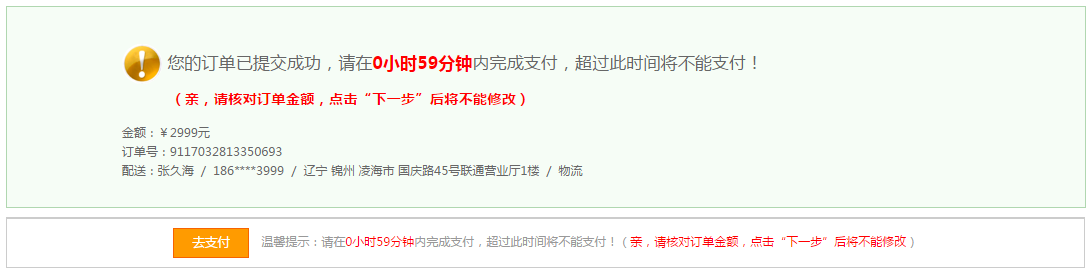 您的订单已提交成功，请在0小时59分钟内完成支付，超过此时间将不能支付！
（亲，请核对订单金额，点击“下一步”后将不能修改）
金额：￥2999元
订单号：9117032813350693
配送：张久海 / 186****3999 / 辽宁 锦州 凌海市 国庆路45号联通营业厅1楼 / 物流
去支付 温馨提示：请在0小时59分钟内完成支付，超过此时间将不能支付！（亲，请核对订单金额，点击“下一步”后将不能修改）